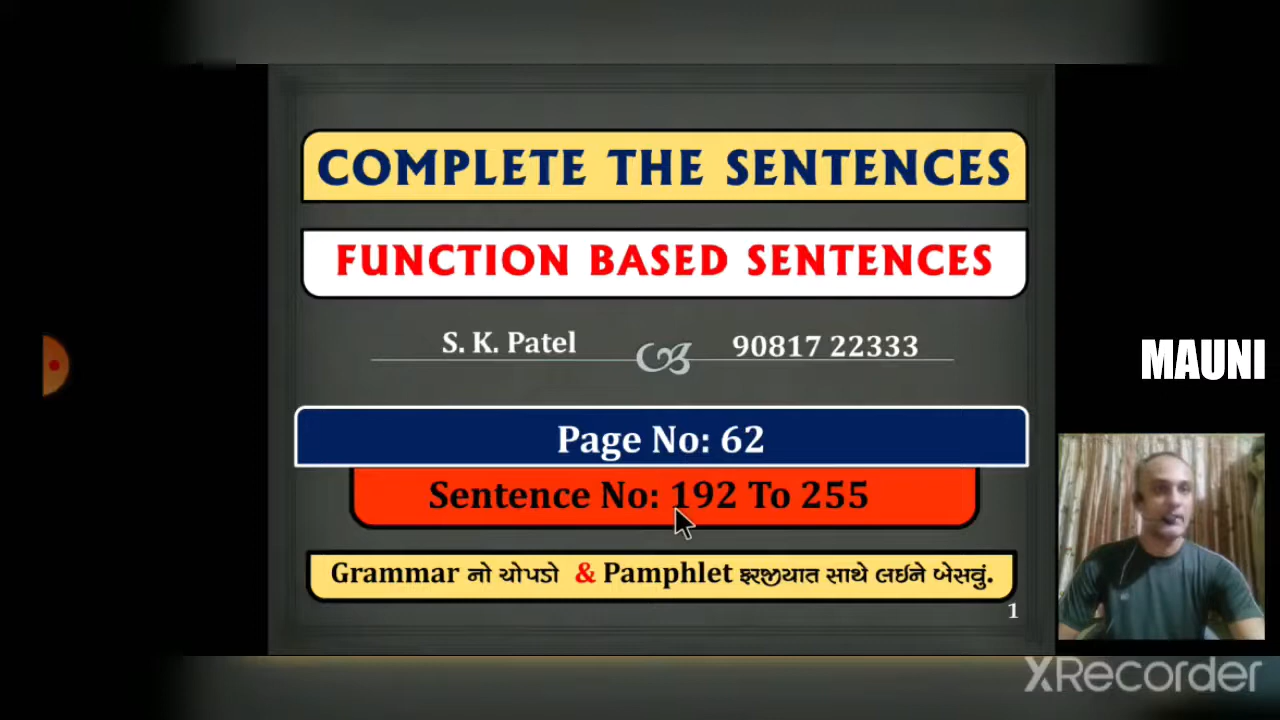 COMPLETE THE SENTENCES
FUNCTION BASED SENTENCES
S. K. Patel 90817 22333
MAUNI
Page No: 62
Sentence No: 192 To 255
Grammar નો ચોપડો & Pamphlet ફરજીયાત સાથે લઈને બેસવું.
1
XRecorder